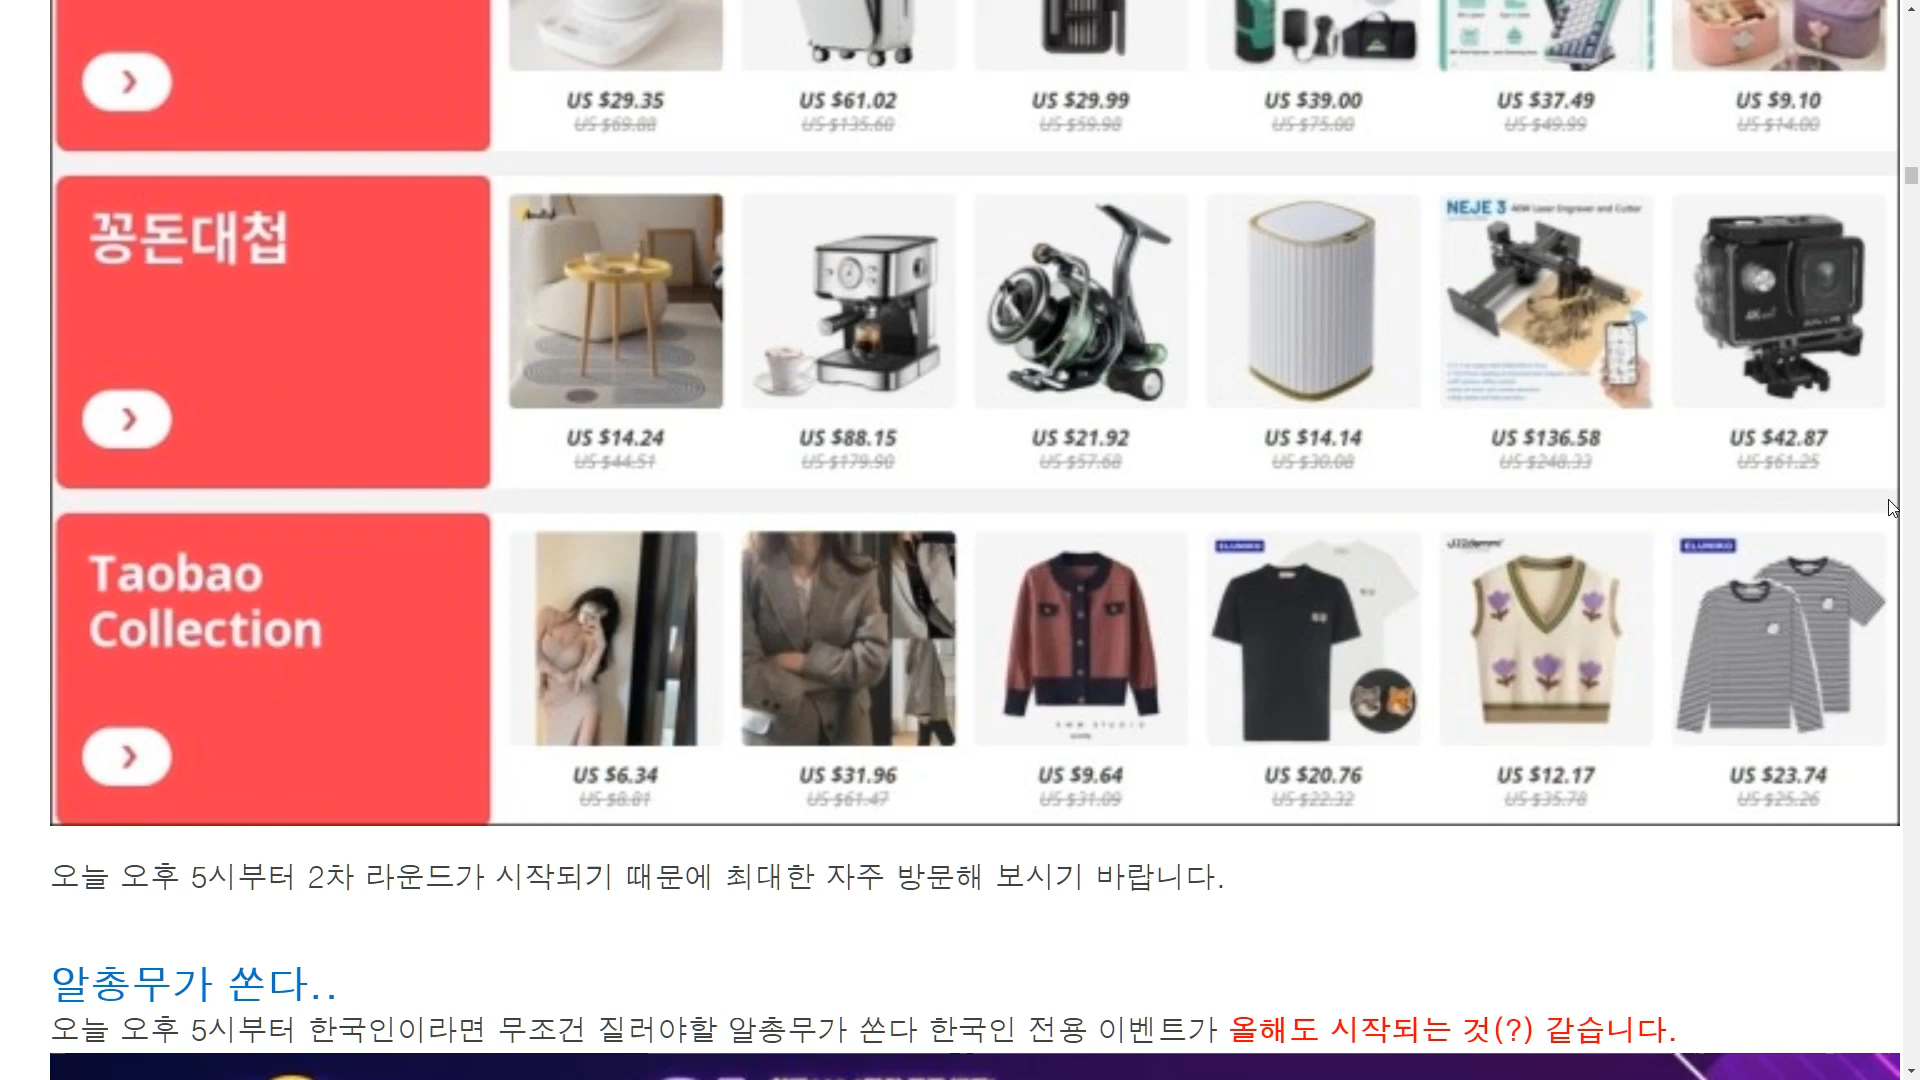 US $29.35 US $61.02 US $29.99 US $39.00 US $37.49 US $9.10
US $69.88 US $135.60 US $59.98 US $75.00 US $49.99 US $14.00
꽁돈대첩
NEJE 3 40W Laser Engraver and Cutter
4K
US $14.24 US $88.15 US $21.92 US $14.14 US $136.58 US $42.87
US $44.51 US $179.90 US $57.68 US $30.08 US $248.33 US $61.25
Taobao
Collection
ELUNIKO ELUNIKO
US $6.34 US $31.96 US $9.64 US $20.76 US $12.17 US $23.74
US $8.81 US $61.47 US $31.09 US $22.32 US $35.78 US $25.26
오늘 오후 5시부터 2차 라운드가 시작되기 때문에 최대한 자주 방문해 보시기 바랍니다.
알총무가 쏜다..
오늘 오후 5시부터 한국인이라면 무조건 질러야할 알총무가 쏜다 한국인 전용 이벤트가 올해도 시작되는 것(?) 같습니다.